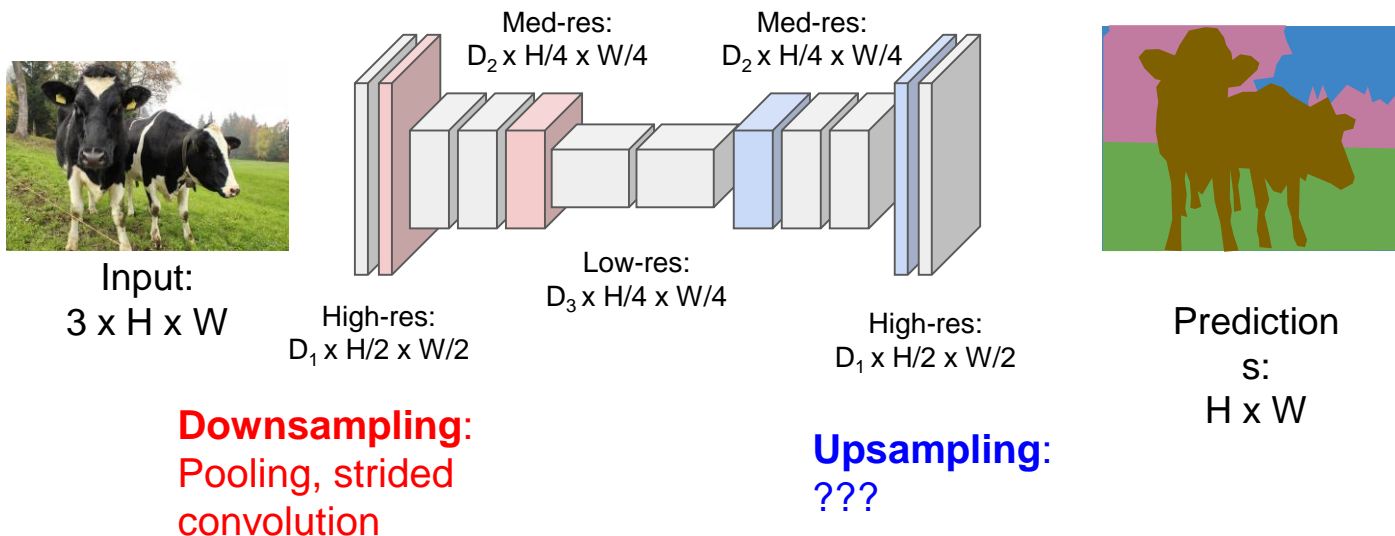 Med-res:
D₂ x H/4 x W/4
Med-res:
D₂ x H/4 x W/4
Input:
3 x H x W
High-res:
D₁ x H/2 x W/2
Low-res:
D₃ x H/4 x W/4
High-res:
D₁ x H/2 x W/2
Prediction
s:
H x W
Downsampling:
Pooling, strided
convolution
Upsampling:
???